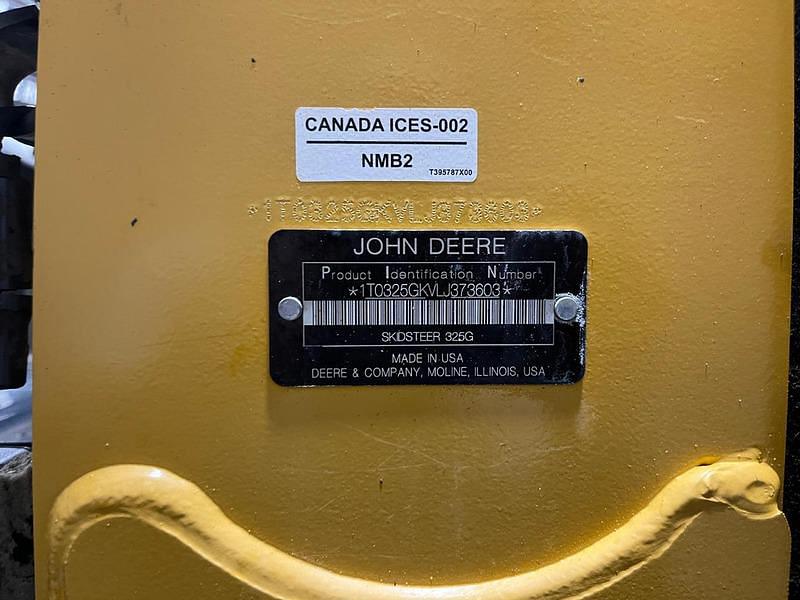 CANADA ICES-002
NMB2
T395787X00
*1T0325GKVLJ373603*
JOHN DEERE
Product Identification Number
*1T0325GKVLJ373603*
SKIDSTEER 325G
MADE IN USA
DEERE & COMPANY, MOLINE, ILLINOIS, USA